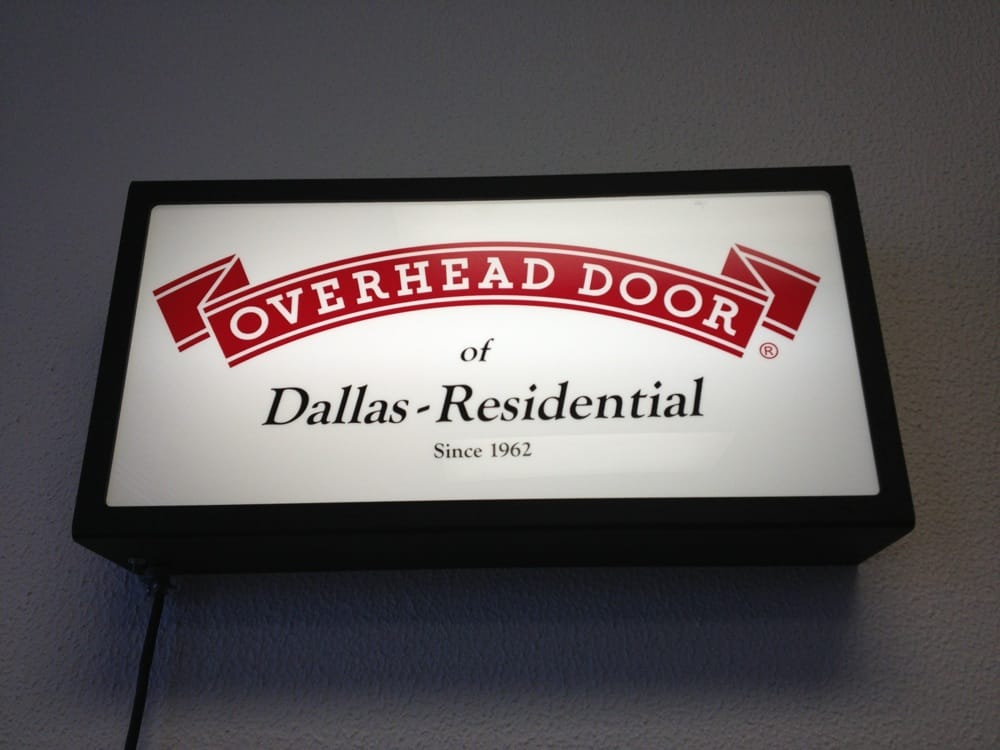 OVERHEAD DOOR
®
of
Dallas-Residential
Since 1962